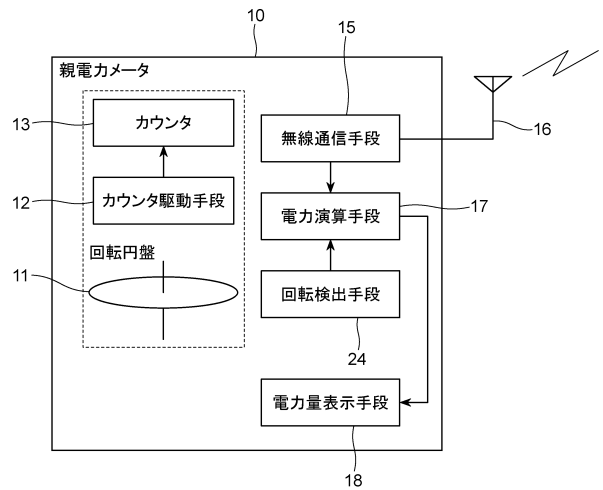 10
親電力メータ
15
13
カウンタ
無線通信手段
16
12
カウンタ駆動手段
電力演算手段
17
回転円盤
11
回転検出手段
24
電力量表示手段
18